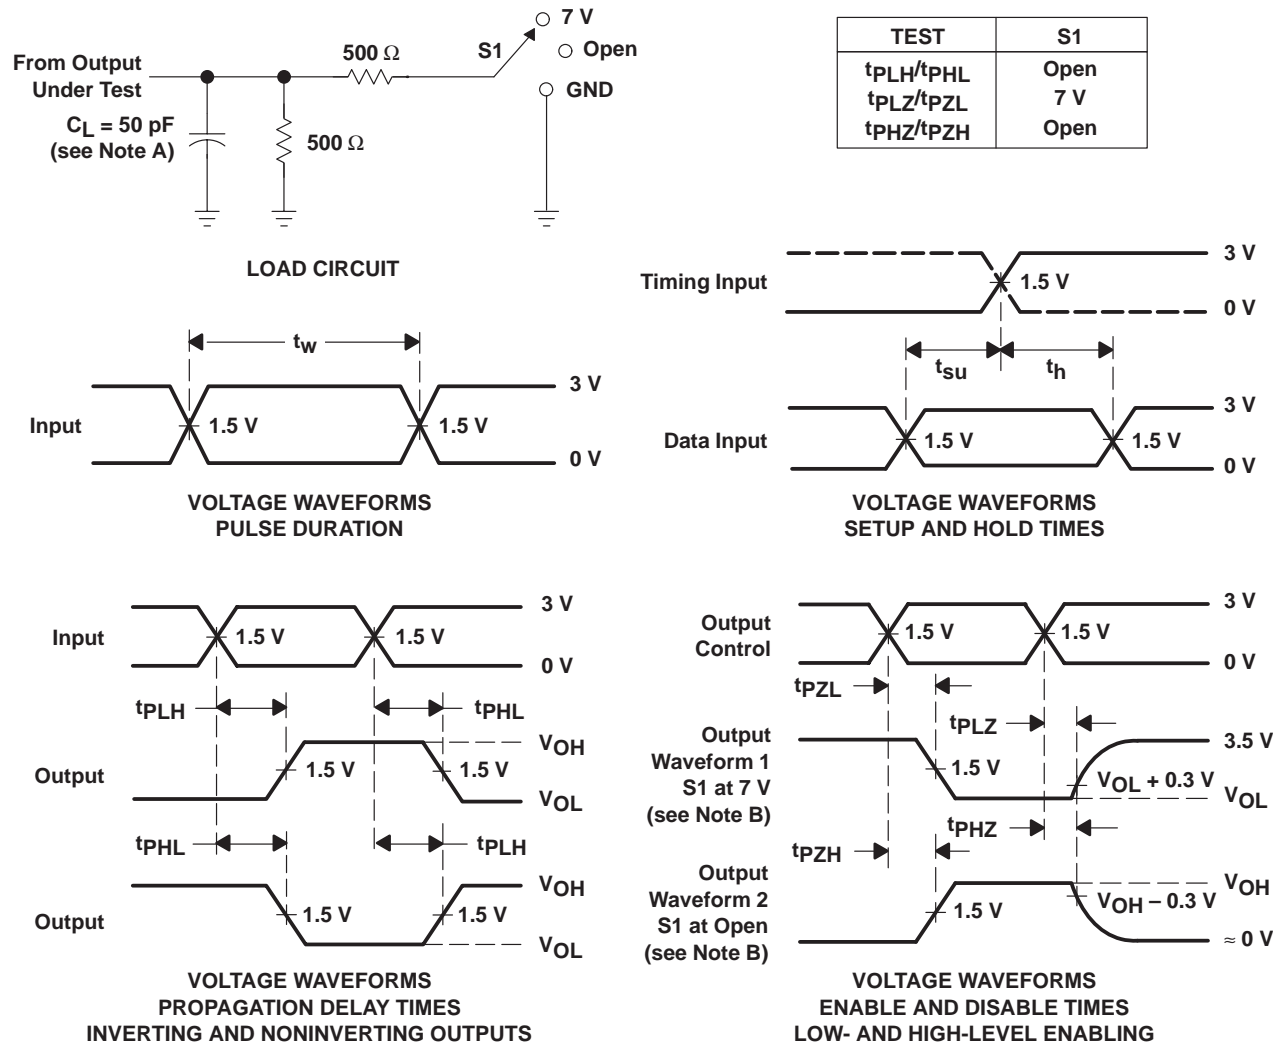 7 V
S1
Open
GND
500 Ω
From Output
Under Test
CL = 50 pF
(see Note A)
500 Ω
LOAD CIRCUIT
TEST S1
tPLH/tPHL Open
tPLZ/tPZL 7 V
tPHZ/tPZH Open
Timing Input
3 V
1.5 V
0 V
tsu
th
Data Input
3 V
1.5 V
1.5 V
0 V
VOLTAGE WAVEFORMS
SETUP AND HOLD TIMES
tw
Input
3 V
1.5 V
1.5 V
0 V
VOLTAGE WAVEFORMS
PULSE DURATION
Input
3 V
1.5 V
1.5 V
0 V
tPLH
tPHL
Output
VOH
1.5 V
1.5 V
VOL
tPHL
tPLH
Output
VOH
1.5 V
1.5 V
VOL
VOLTAGE WAVEFORMS
PROPAGATION DELAY TIMES
INVERTING AND NONINVERTING OUTPUTS
Output
Control
3 V
1.5 V
1.5 V
0 V
tPZL
tPLZ
Output
Waveform 1
S1 at 7 V
(see Note B)
3.5 V
1.5 V
VOL + 0.3 V
VOL
tPHZ
tPZH
Output
Waveform 2
S1 at Open
(see Note B)
VOH
1.5 V
VOH – 0.3 V
≈ 0 V
VOLTAGE WAVEFORMS
ENABLE AND DISABLE TIMES
LOW- AND HIGH-LEVEL ENABLING